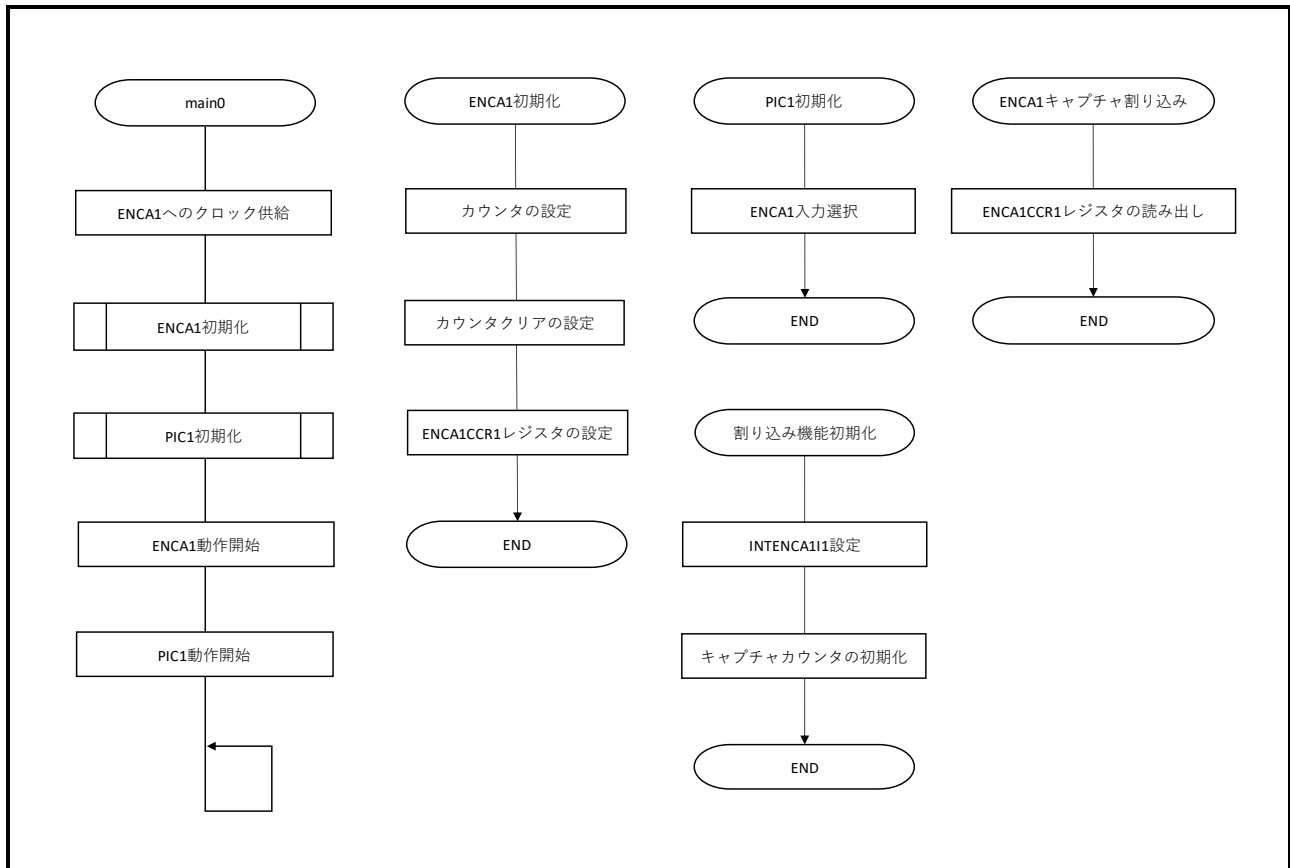 main0
ENCA1へのクロック供給
ENCA1初期化
PIC1初期化
ENCA1動作開始
PIC1動作開始
ENCA1初期化
カウンタの設定
カウンタクリアの設定
ENCA1CCR1レジスタの設定
END
PIC1初期化
ENCA1入力選択
END
割り込み機能初期化
INTENCA1I1設定
キャプチャカウンタの初期化
END
ENCA1キャプチャ割り込み
ENCA1CCR1レジスタの読み出し
END